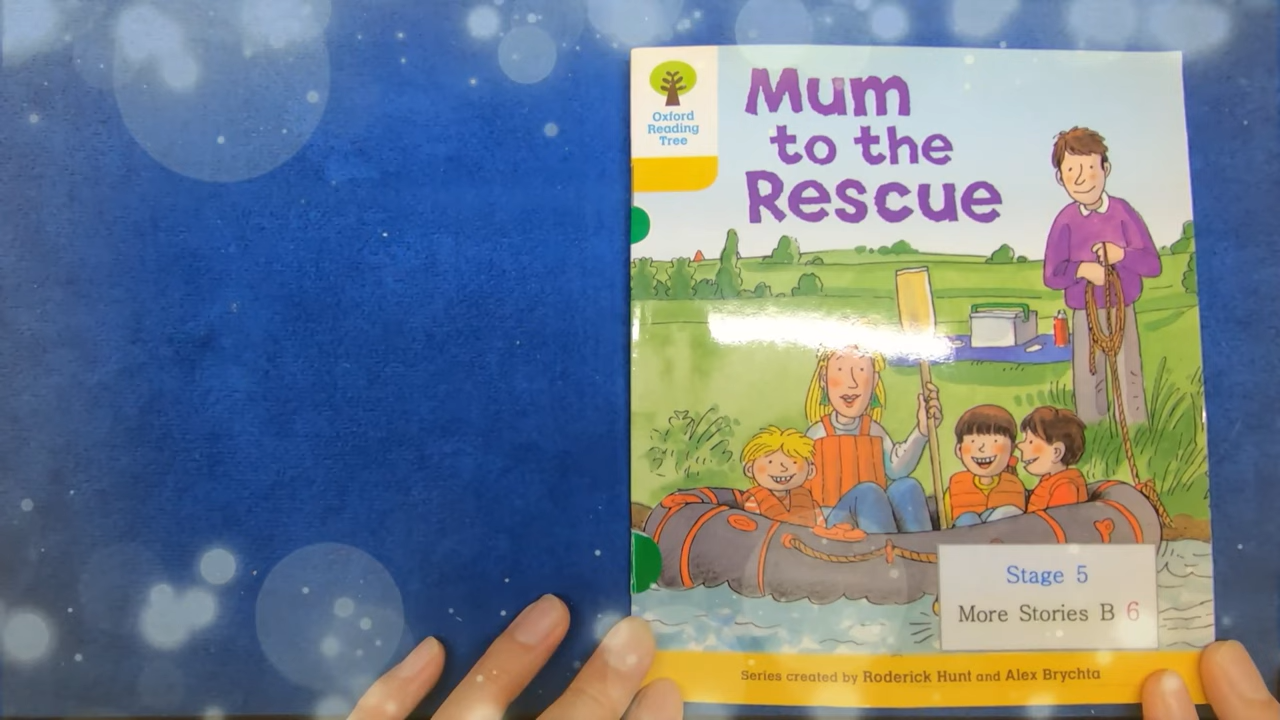 Oxford
Reading
Tree
Mum
to the
Rescue
Stage 5
More Stories B 6
Series created by Roderick Hunt and Alex Brychta